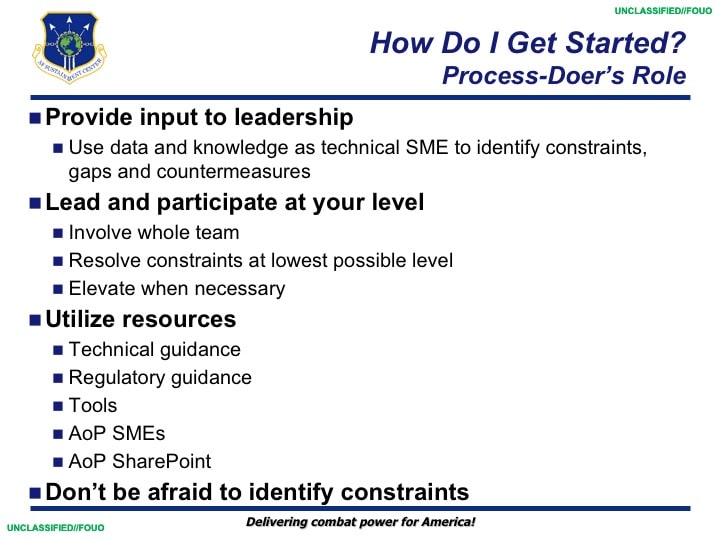 UNCLASSIFIED//FOUO
AF SUSTAINMENT CENTER
How Do I Get Started?
Process-Doer's Role
Provide input to leadership
Use data and knowledge as technical SME to identify constraints,
gaps and countermeasures
Lead and participate at your level
Involve whole team
Resolve constraints at lowest possible level
Elevate when necessary
Utilize resources
Technical guidance
Regulatory guidance
Tools
AoP SMEs
AoP SharePoint
Don't be afraid to identify constraints
Delivering combat power for America!
UNCLASSIFIED//FOUO